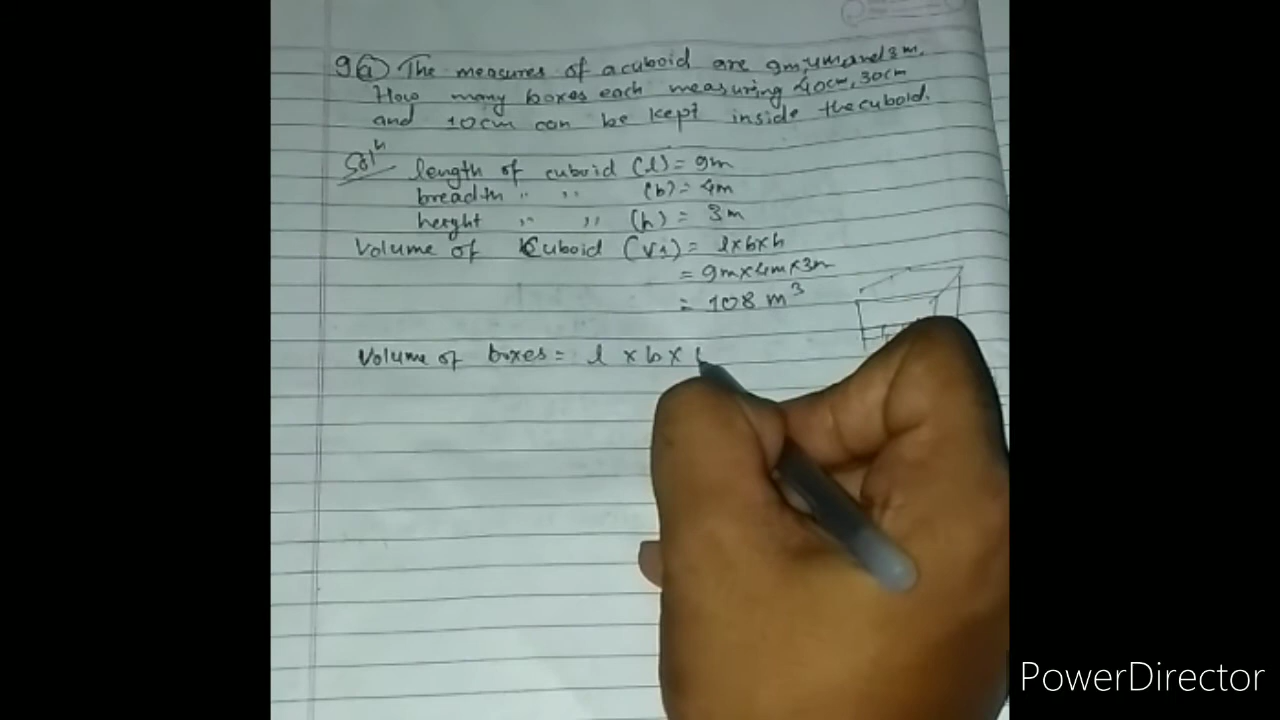 9(a) The measures of a cuboid are 9m, 4m and 3m.
How many boxes each measuring 40cm, 30cm
and 10cm can be kept inside the cuboid.
Solⁿ length of cuboid (l) = 9m
breadth " " (b) = 4m
height " " (h) = 3m
Volume of Cuboid (V1) = l×b×h
= 9m×4m×3m
= 108 m³
Volume of boxes = l × b ×
PowerDirector